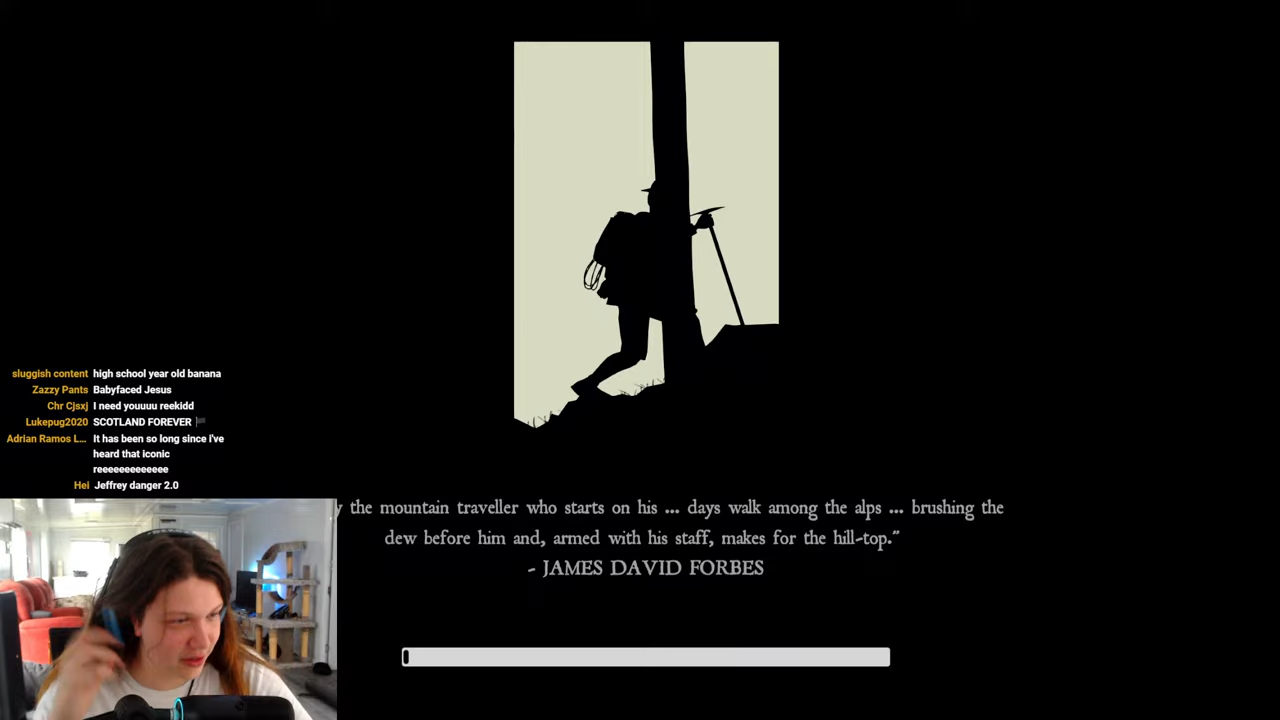 sluggish content high school year old banana
Zazzy Pants Babyfaced Jesus
Chr Cjsxj I need youuuu reekidd
Lukepug2020 SCOTLAND FOREVER
Adrian Ramos L... It has been so long since i've
heard that iconic
reeeeeeeeeeee
Hei Jeffrey danger 2.0
the mountain traveller who starts on his ... days walk among the alps ... brushing the
dew before him and, armed with his staff, makes for the hill-top."
- JAMES DAVID FORBES